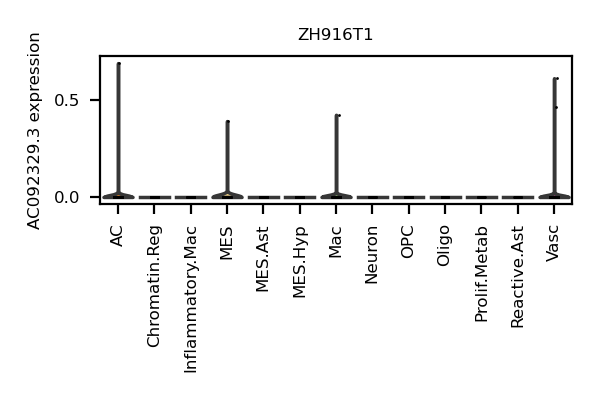 ZH916T1
AC092329.3 expression
0.5
0.0
AC
Chromatin.Reg
Inflammatory.Mac
MES
MES.Ast
MES.Hyp
Mac
Neuron
OPC
Oligo
Prolif.Metab
Reactive.Ast
Vasc